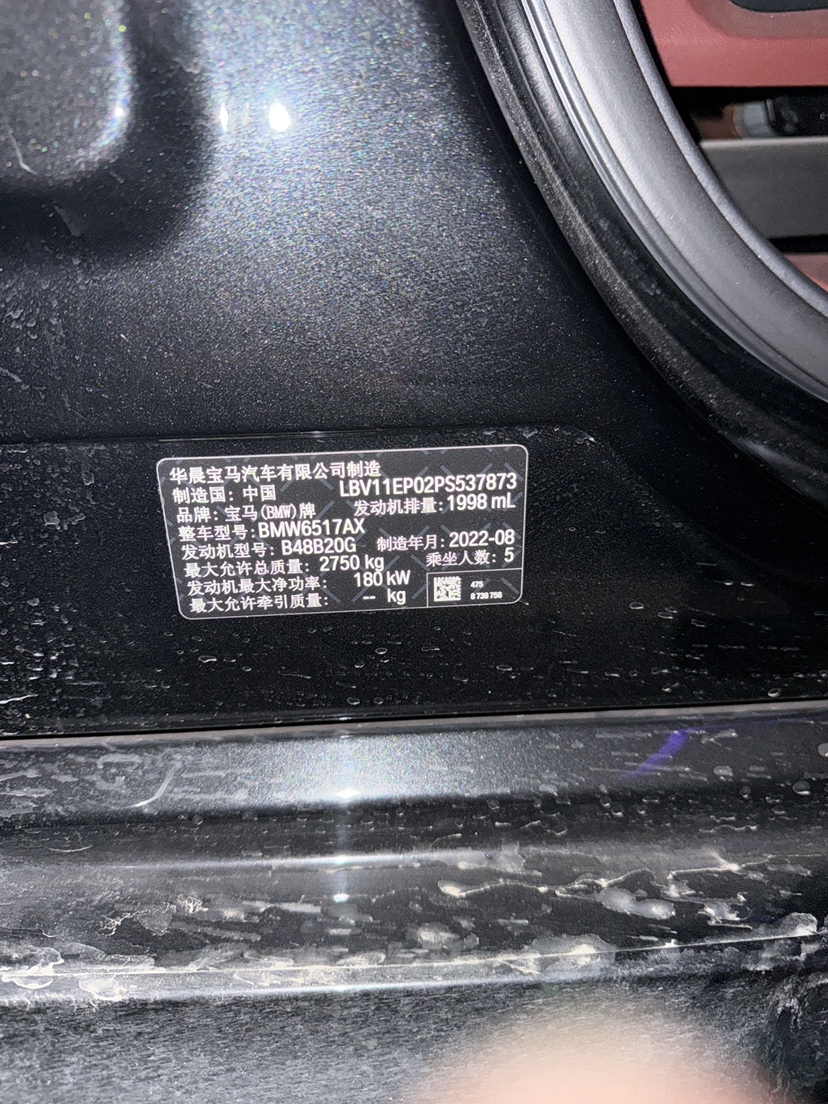 华晨宝马汽车有限公司制造
制造国: 中国 LBV11EP02PS537873
品牌: 宝马(BMW)牌 发动机排量: 1998 mL
整车型号: BMW6517AX
发动机型号: B48B20G 制造年月: 2022-08
最大允许总质量: 2750 kg 乘坐人数: 5
发动机最大净功率: 180 kW
最大允许牵引质量: -- kg
475
8 738 758